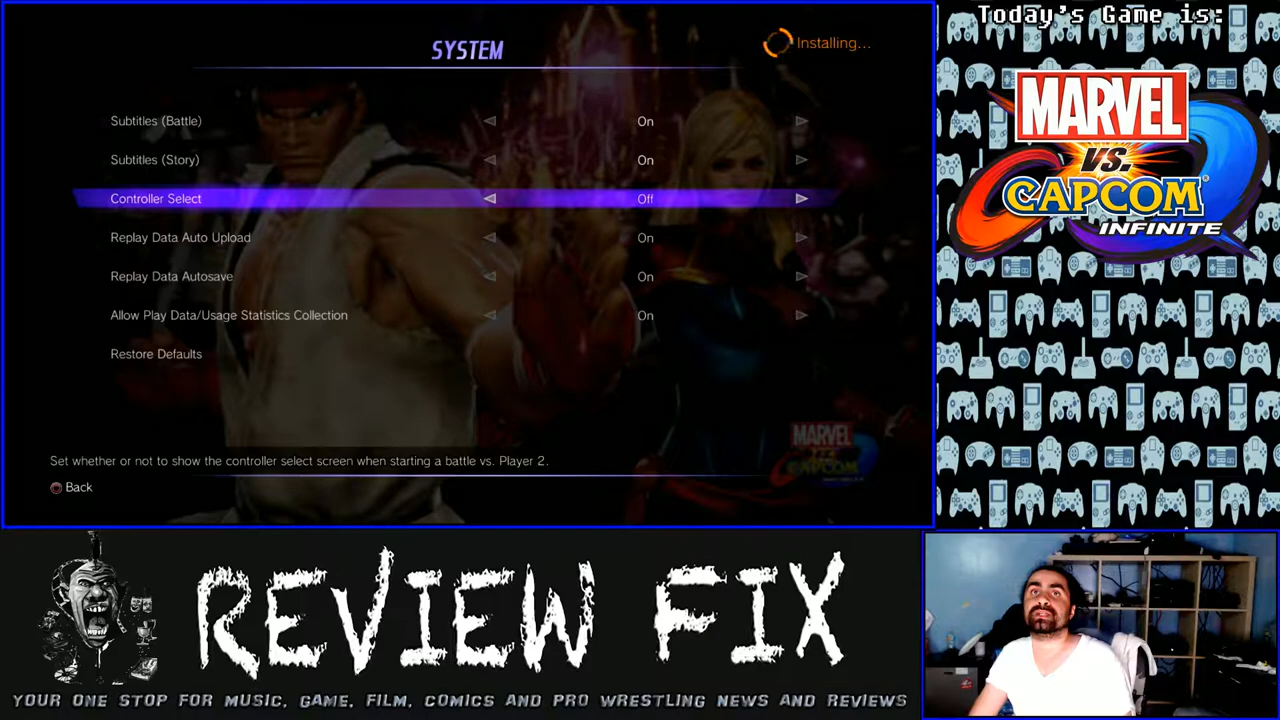 SYSTEM
Installing...
Subtitles (Battle) On
Subtitles (Story) On
Controller Select Off
Replay Data Auto Upload On
Replay Data Autosave On
Allow Play Data/Usage Statistics Collection On
Restore Defaults
Set whether or not to show the controller select screen when starting a battle vs. Player 2.
Back
MARVEL
CAPCOM
Today's Game is:
MARVEL
VS.
CAPCOM®
INFINITE
REVIEW FIX
YOUR ONE STOP FOR MUSIC, GAME, FILM, COMICS AND PRO WRESTLING NEWS AND REVIEWS